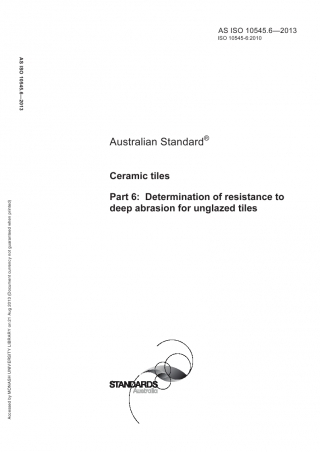 AS ISO 10545.6—2013
ISO 10545-6:2010
AS ISO 10545.6—2013
Australian Standard®
Ceramic tiles
Part 6: Determination of resistance to
deep abrasion for unglazed tiles
Accessed by MONASH UNIVERSITY LIBRARY on 21 Aug 2013 (Document currency not guaranteed when printed)
STANDARDS
Australia